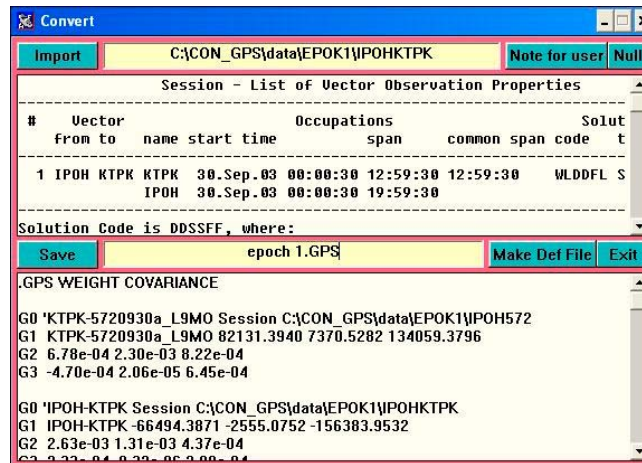 Convert
Import C:\CON_GPS\data\EPOK1\IPOHKTPK Note for user Null
Session - List of Vector Observation Properties
# Vector Occupations Solut
from to name start time span common span code t
1 IPOH KTPK KTPK 30.Sep.03 00:00:30 12:59:30 12:59:30 WLDDFL S
IPOH 30.Sep.03 00:00:30 19:59:30
Solution Code is DDSSFF, where:
Save epoch 1.GPS Make Def File Exit
.GPS WEIGHT COVARIANCE
G0 'KTPK-5720930a_L9MO Session C:\CON_GPS\data\EPOK1\IPOH572
G1 KTPK-5720930a_L9MO 82131.3940 7370.5282 134059.3796
G2 6.78e-04 2.30e-03 8.22e-04
G3 -4.70e-04 2.06e-05 6.45e-04
G0 'IPOH-KTPK Session C:\CON_GPS\data\EPOK1\IPOHKTPK
G1 IPOH-KTPK -66494.3871 -2555.0752 -156383.9532
G2 2.63e-03 1.31e-03 4.37e-04